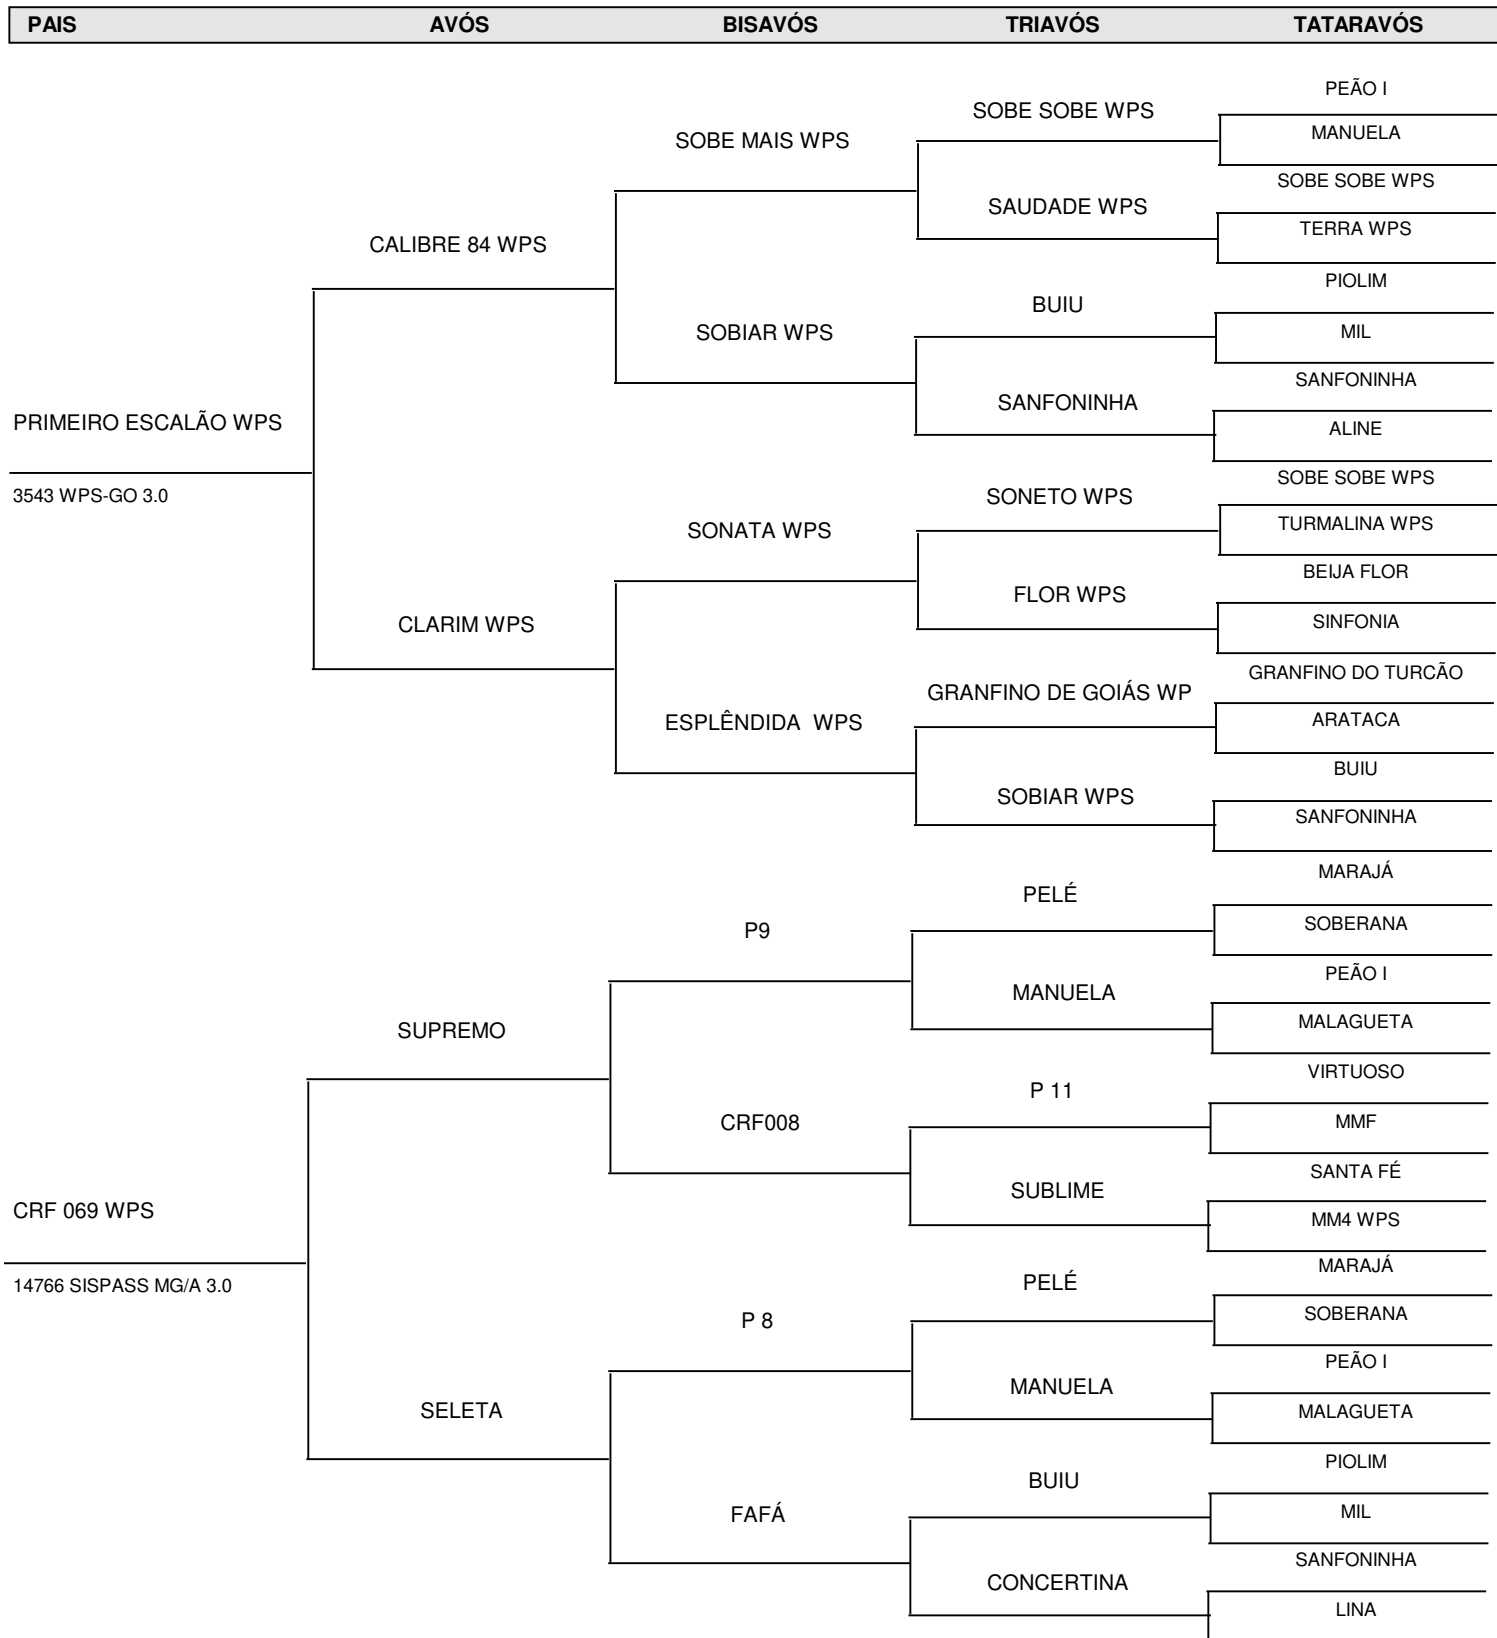 PAIS AVÓS BISAVÓS TRIAVÓS TATARAVÓS
PEÃO I
SOBE SOBE WPS
MANUELA
SOBE MAIS WPS
SOBE SOBE WPS
SAUDADE WPS
TERRA WPS
CALIBRE 84 WPS
PIOLIM
BUIU
MIL
SOBIAR WPS
SANFONINHA
SANFONINHA
ALINE
PRIMEIRO ESCALÃO WPS
3543 WPS-GO 3.0
SOBE SOBE WPS
SONETO WPS
TURMALINA WPS
SONATA WPS
BEIJA FLOR
FLOR WPS
SINFONIA
CLARIM WPS
GRANFINO DO TURCÃO
GRANFINO DE GOIÁS WP
ARATACA
ESPLÊNDIDA  WPS
BUIU
SOBIAR WPS
SANFONINHA
MARAJÁ
PELÉ
SOBERANA
P9
PEÃO I
MANUELA
MALAGUETA
SUPREMO
VIRTUOSO
P 11
MMF
CRF008
SANTA FÉ
SUBLIME
MM4 WPS
CRF 069 WPS
14766 SISPASS MG/A 3.0
MARAJÁ
PELÉ
SOBERANA
P 8
PEÃO I
MANUELA
MALAGUETA
SELETA
PIOLIM
BUIU
MIL
FAFÁ
SANFONINHA
CONCERTINA
LINA